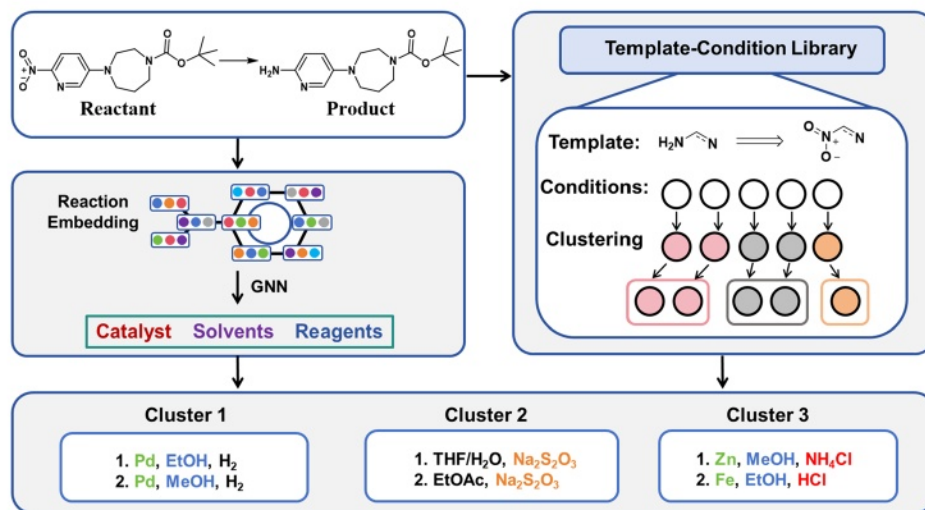 Reactant
Product
O
N+
O-
N
N
N
O
O
H2N
N
N
N
O
O
Template-Condition Library
Template:
H2N
N
O
N+
O-
N
Conditions:
Clustering
Reaction
Embedding
GNN
Catalyst Solvents Reagents
Cluster 1
1. Pd, EtOH, H₂
2. Pd, MeOH, H₂
Cluster 2
1. THF/H₂O, Na₂S₂O₃
2. EtOAc, Na₂S₂O₃
Cluster 3
1. Zn, MeOH, NH₄Cl
2. Fe, EtOH, HCl